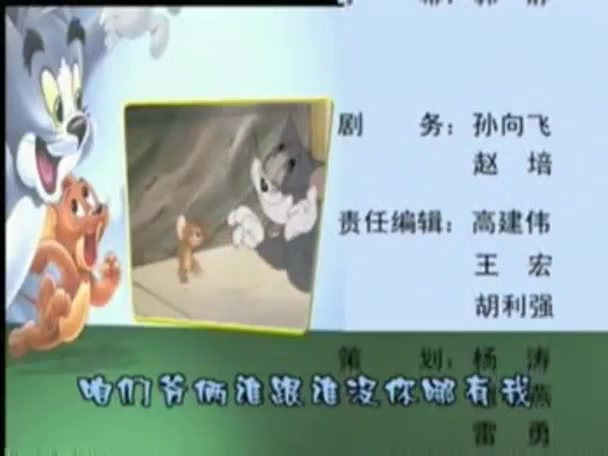 剧 务：孙向飞
赵 培
责任编辑：高建伟
王 宏
胡利强
策 划：杨 涛
燕
咱们爷俩谁跟谁没你哪有我
雷 勇